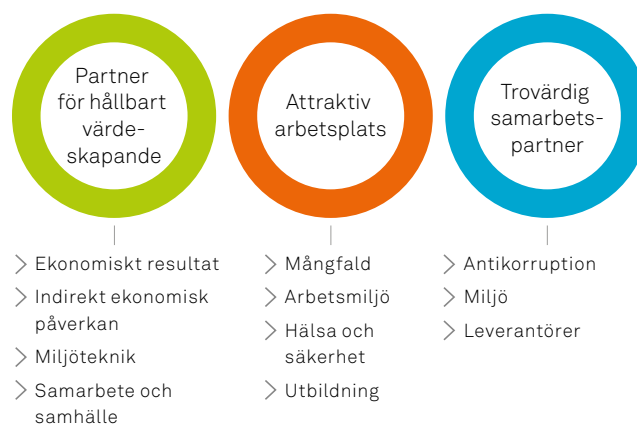 Partner
för hållbart
värde-
skapande
Attraktiv
arbetsplats
Trovärdig
samarbets-
partner
Ekonomiskt resultat
Indirekt ekonomisk
påverkan
Miljöteknik
Samarbete och
samhälle
Mångfald
Arbetsmiljö
Hälsa och
säkerhet
Utbildning
Antikorruption
Miljö
Leverantörer